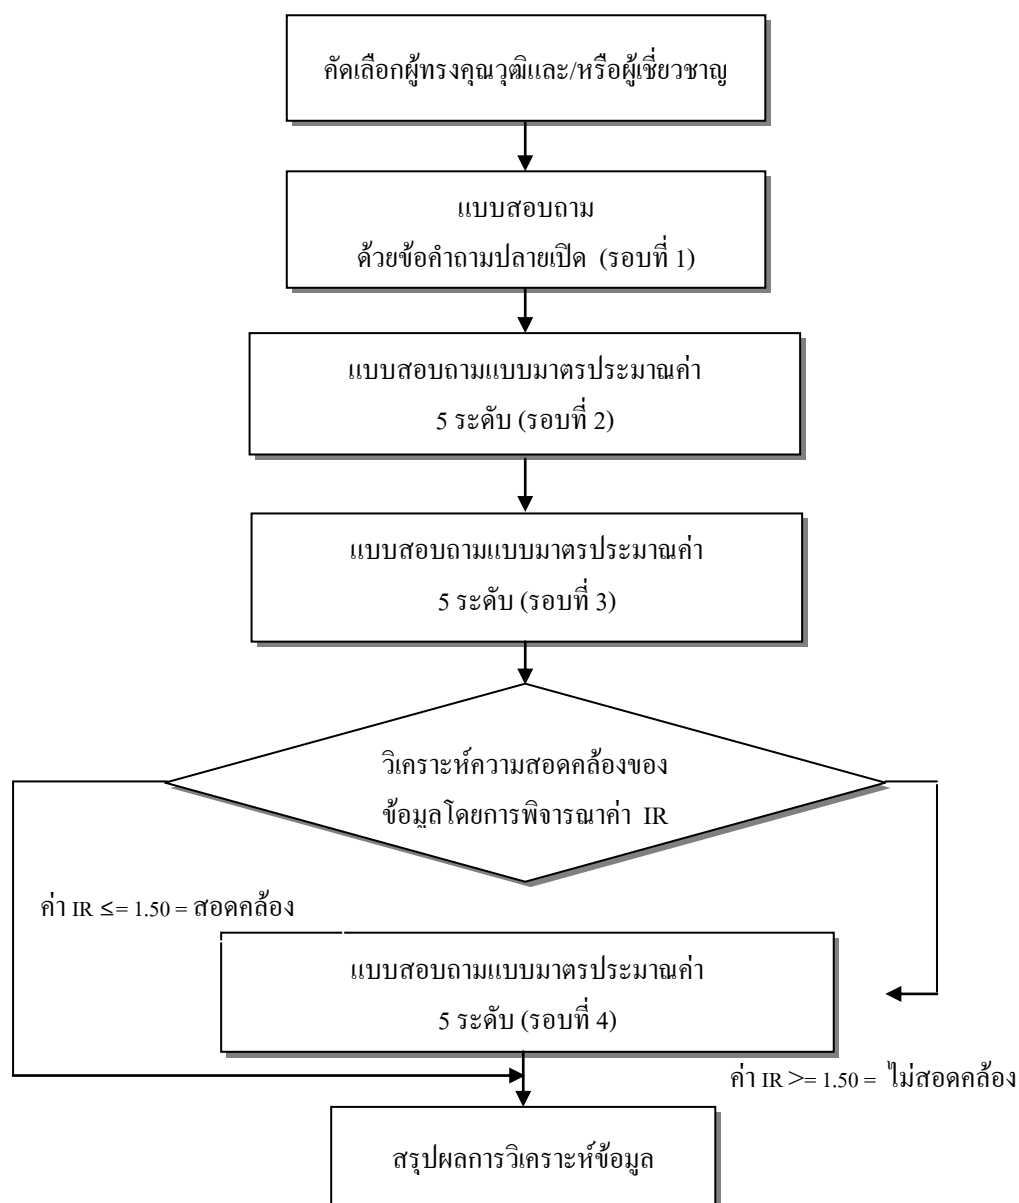 คัดเลือกผู้ทรงคุณวุฒิและ/หรือผู้เชี่ยวชาญ
แบบสอบถาม
ด้วยข้อคำถามปลายเปิด (รอบที่ 1)
แบบสอบถามแบบมาตรประมาณค่า
5 ระดับ (รอบที่ 2)
แบบสอบถามแบบมาตรประมาณค่า
5 ระดับ (รอบที่ 3)
วิเคราะห์ความสอดคล้องของ
ข้อมูลโดยการพิจารณาค่า IR
ค่า IR ≤= 1.50 = สอดคล้อง
แบบสอบถามแบบมาตรประมาณค่า
5 ระดับ (รอบที่ 4)
ค่า IR >= 1.50 = ไม่สอดคล้อง
สรุปผลการวิเคราะห์ข้อมูล